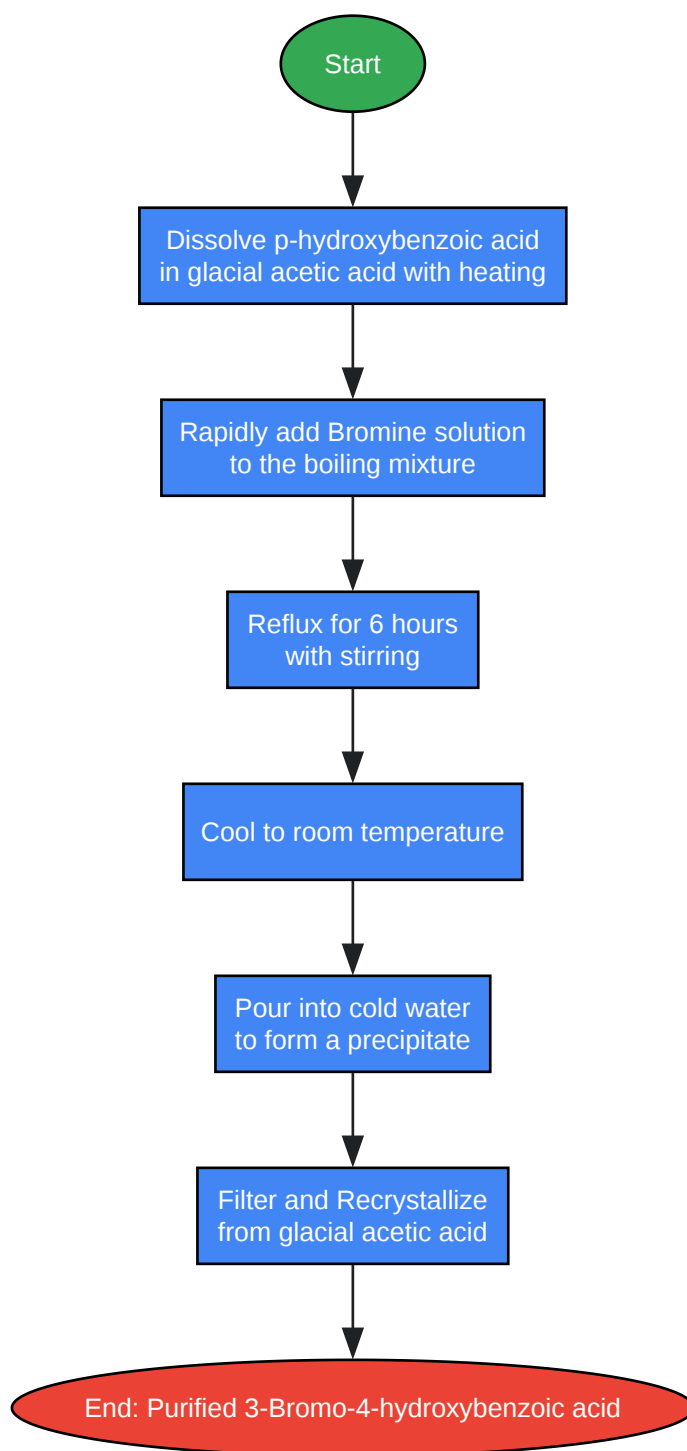 Start
Dissolve p-hydroxybenzoic acid
in glacial acetic acid with heating
Rapidly add Bromine solution
to the boiling mixture
Reflux for 6 hours
with stirring
Cool to room temperature
Pour into cold water
to form a precipitate
Filter and Recrystallize
from glacial acetic acid
End: Purified 3-Bromo-4-hydroxybenzoic acid